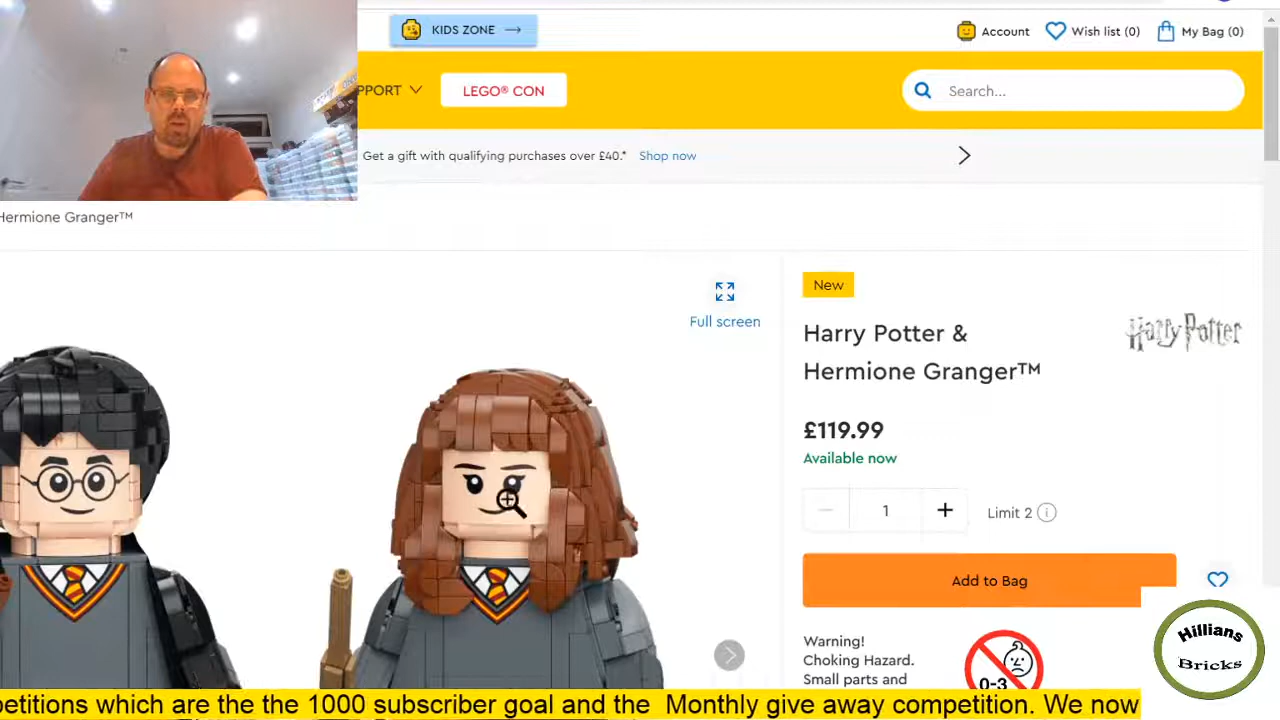 KIDS ZONE →
Account
Wish list (0)
My Bag (0)
PPORT
LEGO® CON
Search...
Get a gift with qualifying purchases over £40.* Shop now
Hermione Granger™
Full screen
New
Harry Potter &
Hermione Granger™
Harry Potter
£119.99
Available now
1
Limit 2
Add to Bag
Warning!
Choking Hazard.
Small parts and
0-3
Hillians
Bricks
petitions which are the the 1000 subscriber goal and the Monthly give away competition. We now